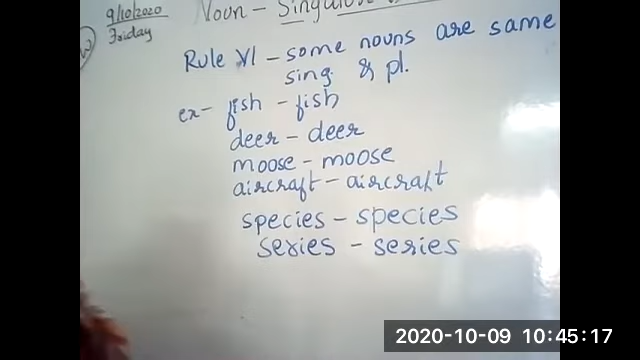 9/10/2020
Friday
Noun - Singular
Rule VI - some nouns are same
sing. & pl.
ex- fish - fish
deer - deer
moose - moose
aircraft - aircraft
species - species
series - series
2020-10-09 10:45:17